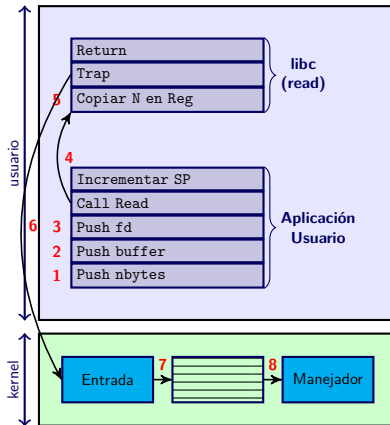 Return
Trap
5 Copiar N en Reg
libc
(read)
4
Incrementar SP
Call Read
3 Push fd
2 Push buffer
1 Push nbytes
Aplicación
Usuario
usuario
6
kernel
Entrada
7
8
Manejador